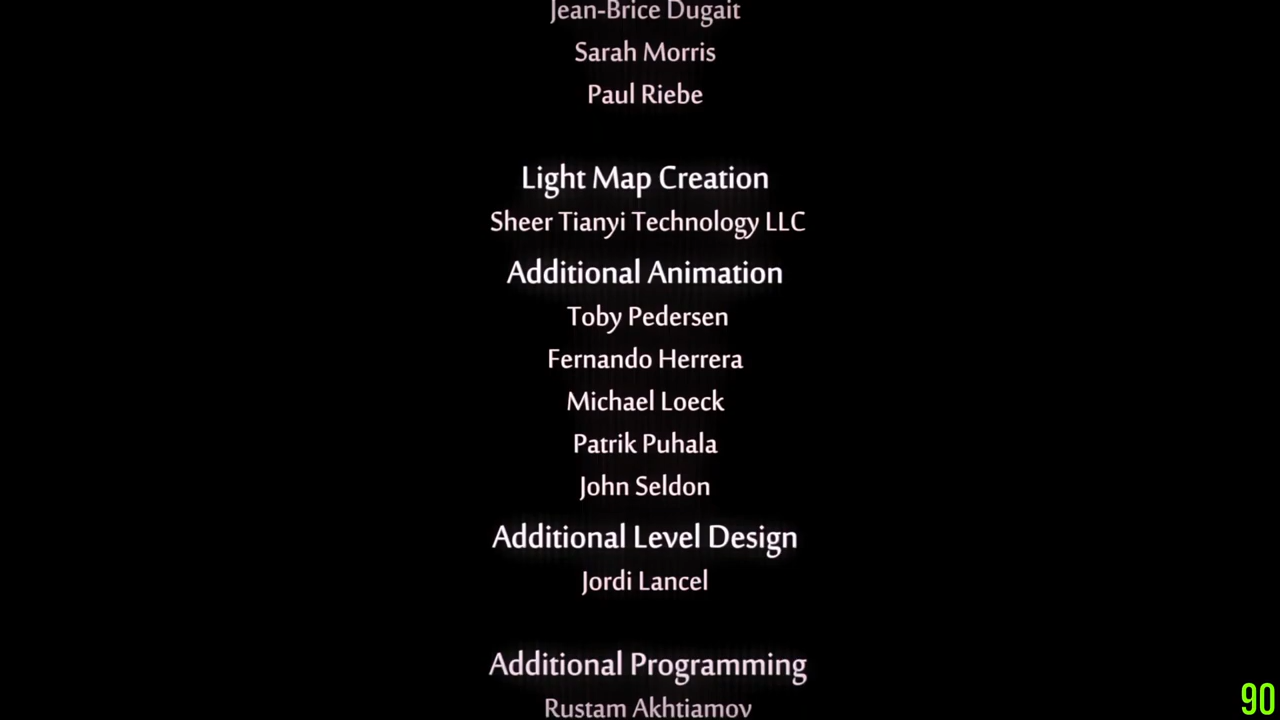 Jean-Brice Dugait
Sarah Morris
Paul Riebe
Light Map Creation
Sheer Tianyi Technology LLC
Additional Animation
Toby Pedersen
Fernando Herrera
Michael Loeck
Patrik Puhala
John Seldon
Additional Level Design
Jordi Lancel
Additional Programming
Rustam Akhtiamov
90